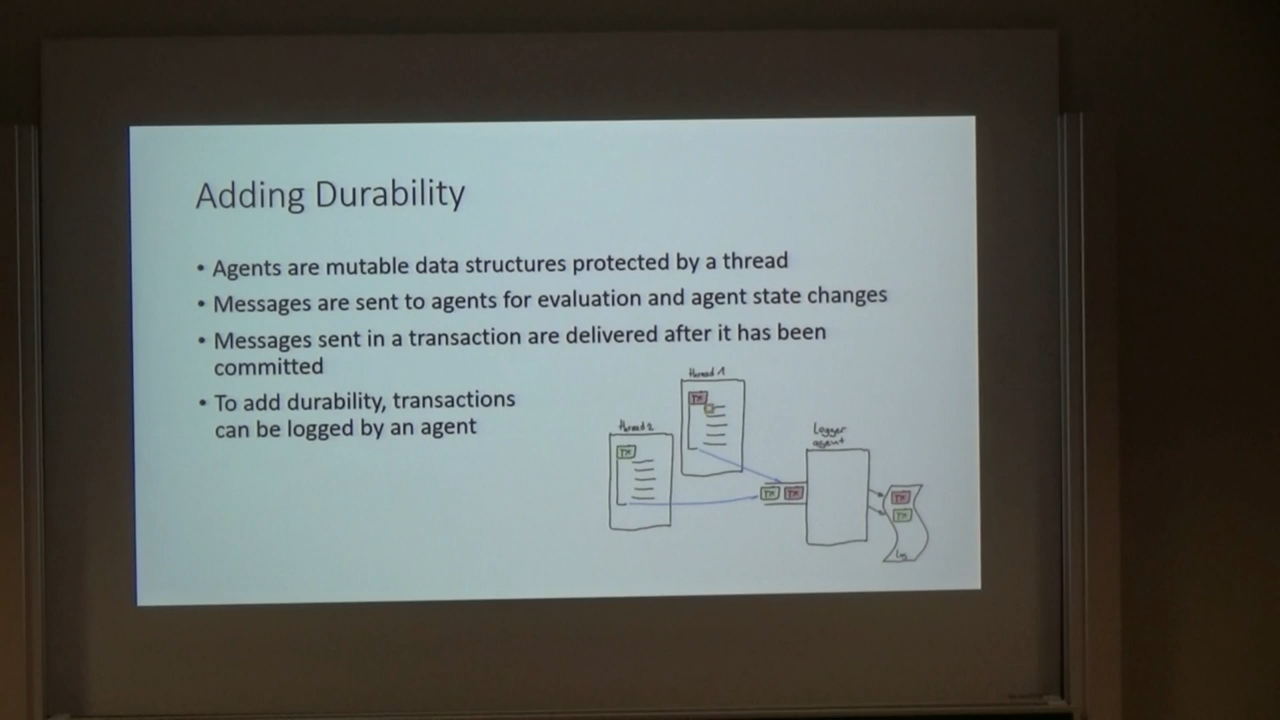 Adding Durability
• Agents are mutable data structures protected by a thread
• Messages are sent to agents for evaluation and agent state changes
• Messages sent in a transaction are delivered after it has been
committed
• To add durability, transactions
can be logged by an agent
thread 1
TX
thread 2
TX
Logger
agent
TX TX
TX
TX
Log